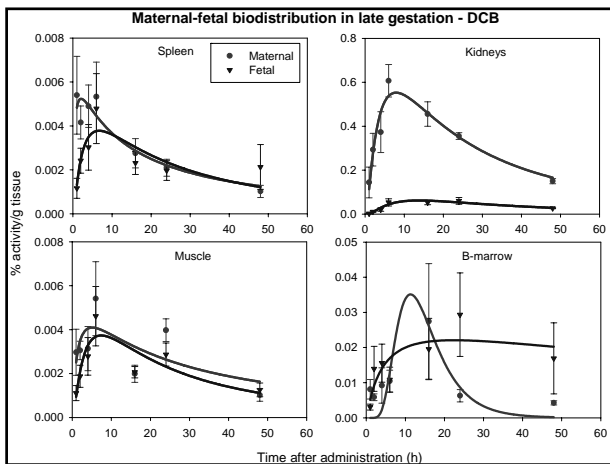 Maternal-fetal biodistribution in late gestation - DCB
Spleen
Maternal
Fetal
0.008
0.006
0.004
0.002
0.000
0 10 20 30 40 50 60
Kidneys
0.8
0.6
0.4
0.2
0.0
0 10 20 30 40 50 60
% activity/g tissue
Muscle
0.008
0.006
0.004
0.002
0.000
0 10 20 30 40 50 60
B-marrow
0.05
0.04
0.03
0.02
0.01
0.00
0 10 20 30 40 50 60
Time after administration (h)